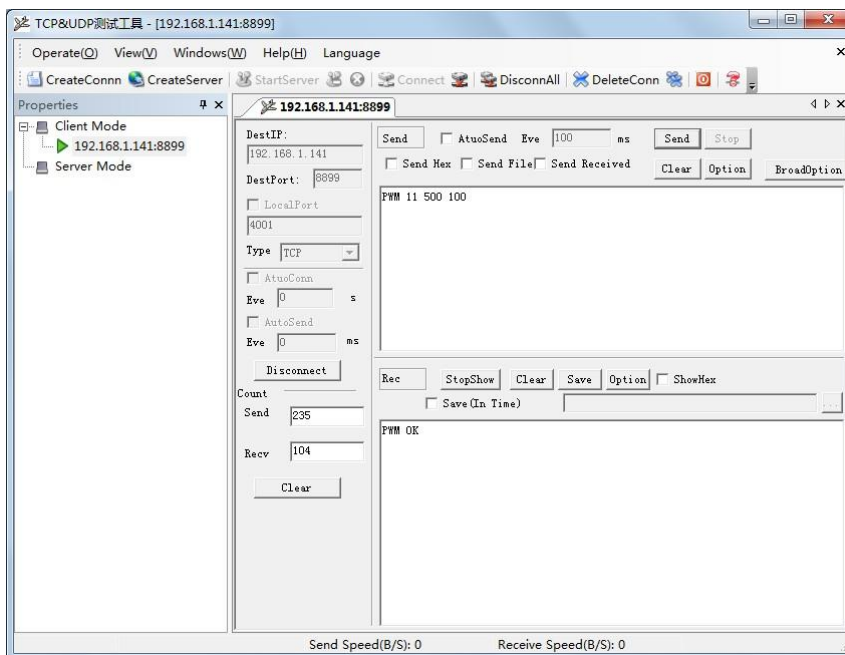 TCP&UDP测试工具 - [192.168.1.141:8899]
Operate(O) View(V) Windows(W) Help(H) Language
CreateConnn CreateServer StartServer Connect DisconnAll DeleteConn
Properties
Client Mode
192.168.1.141:8899
Server Mode
192.168.1.141:8899
DestIP:
192.168.1.141
DestPort: 8899
LocalPort
4001
Type TCP
AtuoConn
Eve 0 s
AutoSend
Eve 0 ms
Disconnect
Count
Send 235
Recv 104
Clear
Send AtuoSend Eve 100 ms Send Stop
Send Hex Send File Send Received Clear Option BroadOption
PWM 11 500 100
Rec StopShow Clear Save Option ShowHex
Save(In Time) ...
PWM OK
Send Speed(B/S): 0 Receive Speed(B/S): 0